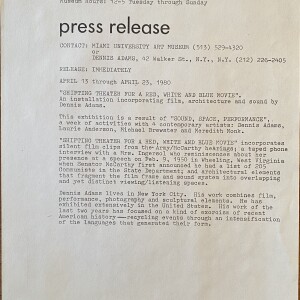 Museum Hours: 12-5 Tuesday through Sunday
press release
CONTACT: MIAMI UNIVERSITY ART MUSEUM (513) 529-4320
or
DENNIS ADAMS, 42 Walker St., N.Y., N.Y. (212) 226-2405
RELEASE: IMMEDIATELY
APRIL 13 through APRIL 23, 1980
"SHIFTING THEATER FOR A RED, WHITE AND BLUE MOVIE".
An installation incorporating film, architecture and sound by
Dennis Adams.
This exhibition is a result of "SOUND, SPACE, PERFORMANCE",
a week of activities with 4 contemporary artists: Dennis Adams,
Laurie Anderson, Michael Brewster and Meredith Monk.
"SHIFTING THEATER FOR A RED, WHITE AND BLUE MOVIE" incorporates
silent film clips from the Army/McCarthy hearings; a taped phone
interview with a Mrs. who reminiscences about her
presence at a speech on Feb. 9, 1950 in Wheeling, West Virginia
when Senator McCarthy first announced he had a list of 205
Communists in the State Department; and architectural elements
that fragment the film frame and sound system into overlapping
and yet distinct viewing/listening spaces.
Dennis Adams lives in New York City. His work combines film,
performance, photography and sculptural elements. He has
exhibited extensively in the United States. His work of the
last two years has focused on a kind of exorcism of recent
American history--recycling events through an intensification
of the languages that generated their form.